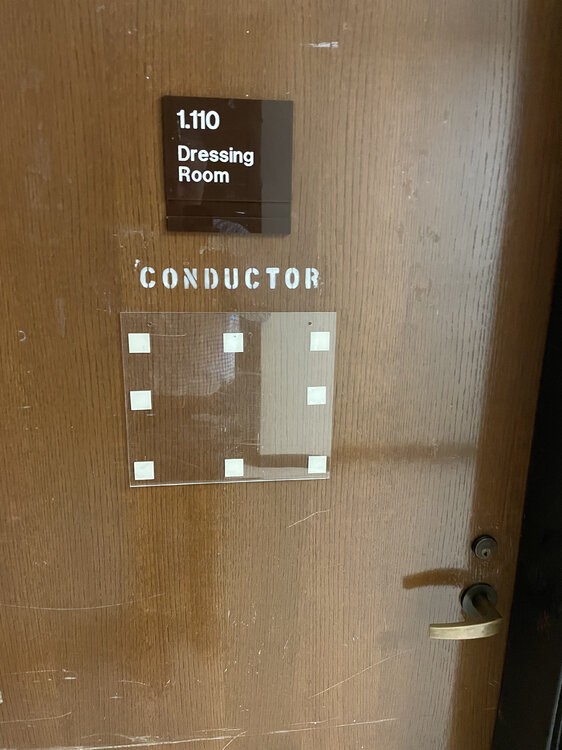 1.110
Dressing
Room
CONDUCTOR